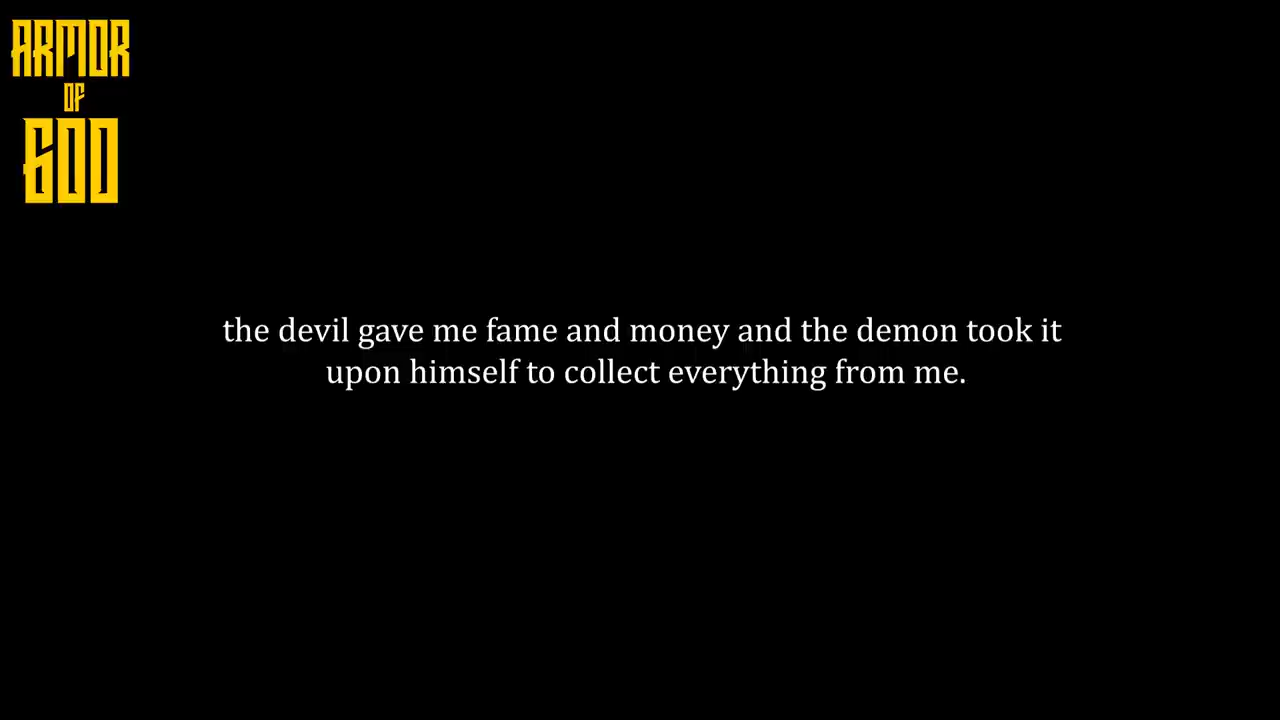 ARMOR
OF
GOD
the devil gave me fame and money and the demon took it
upon himself to collect everything from me.